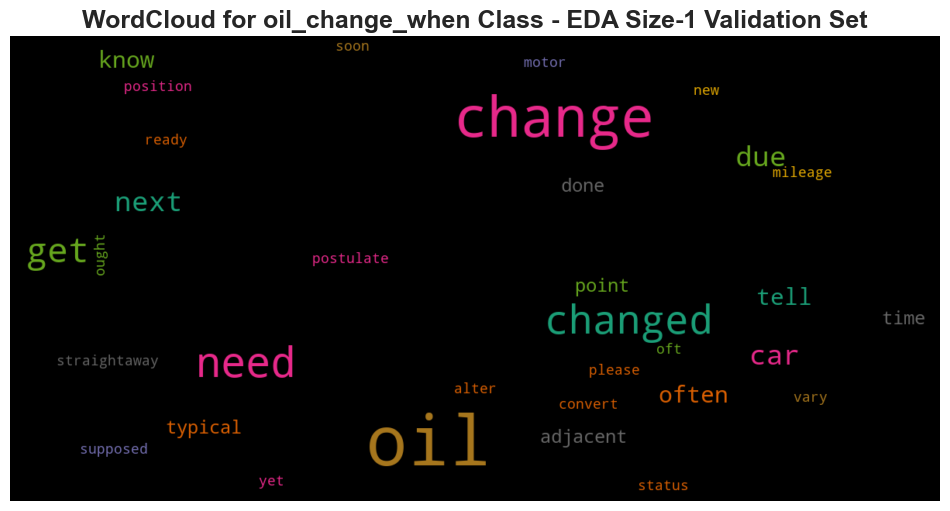 WordCloud for oil_change_when Class - EDA Size-1 Validation Set
soon
know
motor
position
new
change
ready
due
mileage
done
next
get
ought
postulate
point
tell
changed
time
oft
need
straightaway
car
please
alter
often
vary
convert
oil
typical
adjacent
supposed
yet
status